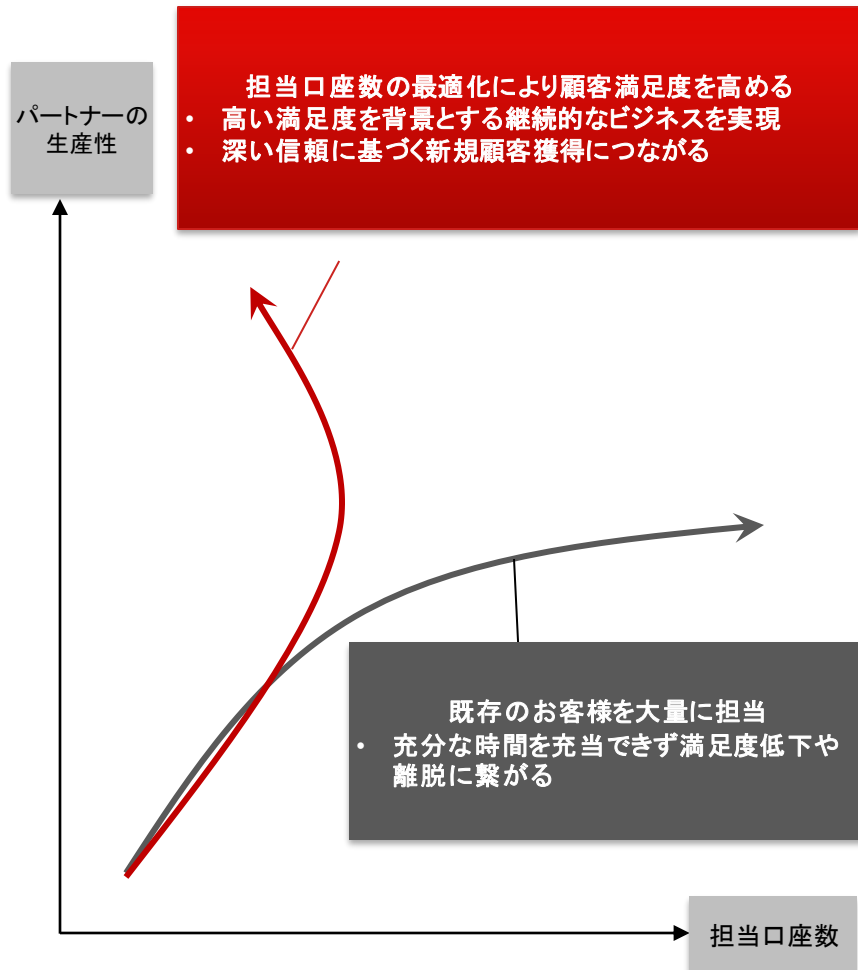 担当口座数の最適化により顧客満足度を高める
• 高い満足度を背景とする継続的なビジネスを実現
• 深い信頼に基づく新規顧客獲得につながる
パートナーの
生産性
既存のお客様を大量に担当
• 充分な時間を充当できず満足度低下や
離脱に繋がる
担当口座数